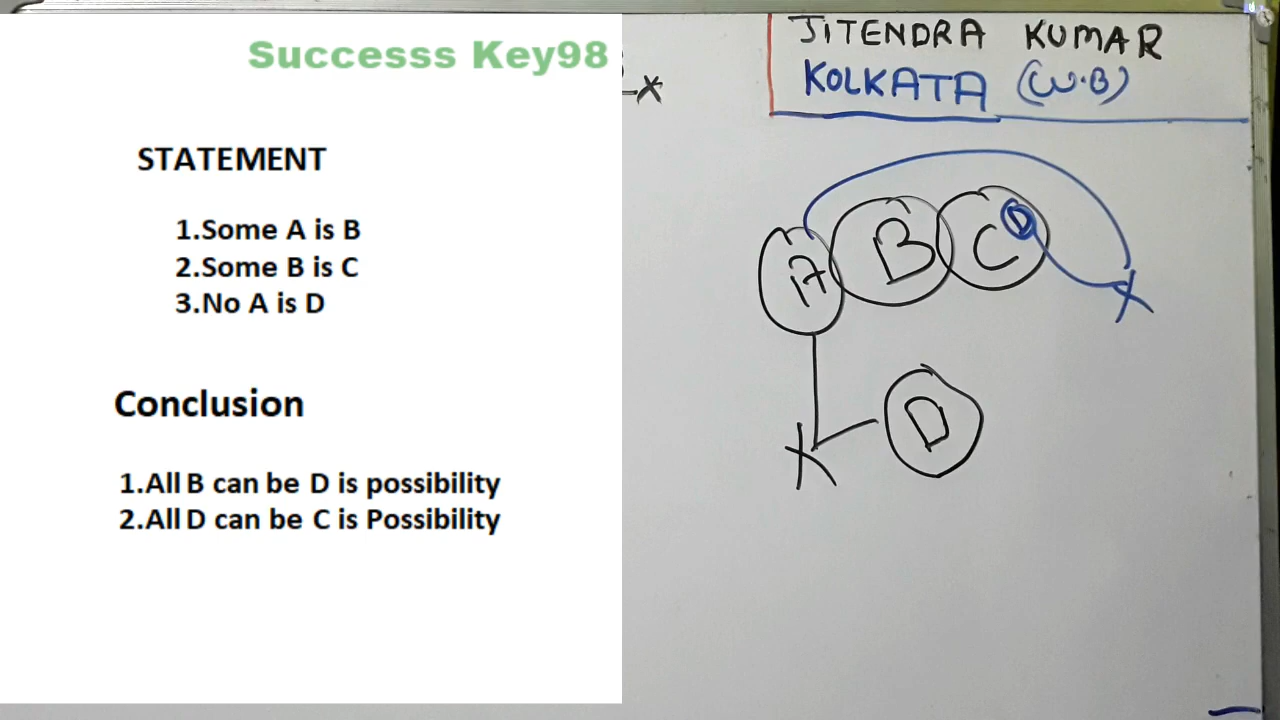 Successs Key98
STATEMENT
1.Some A is B
2.Some B is C
3.No A is D
Conclusion
1.All B can be D is possibility
2.All D can be C is Possibility
x
JITENDRA KUMAR
KOLKATA (W.B)
A B C D
X
X D